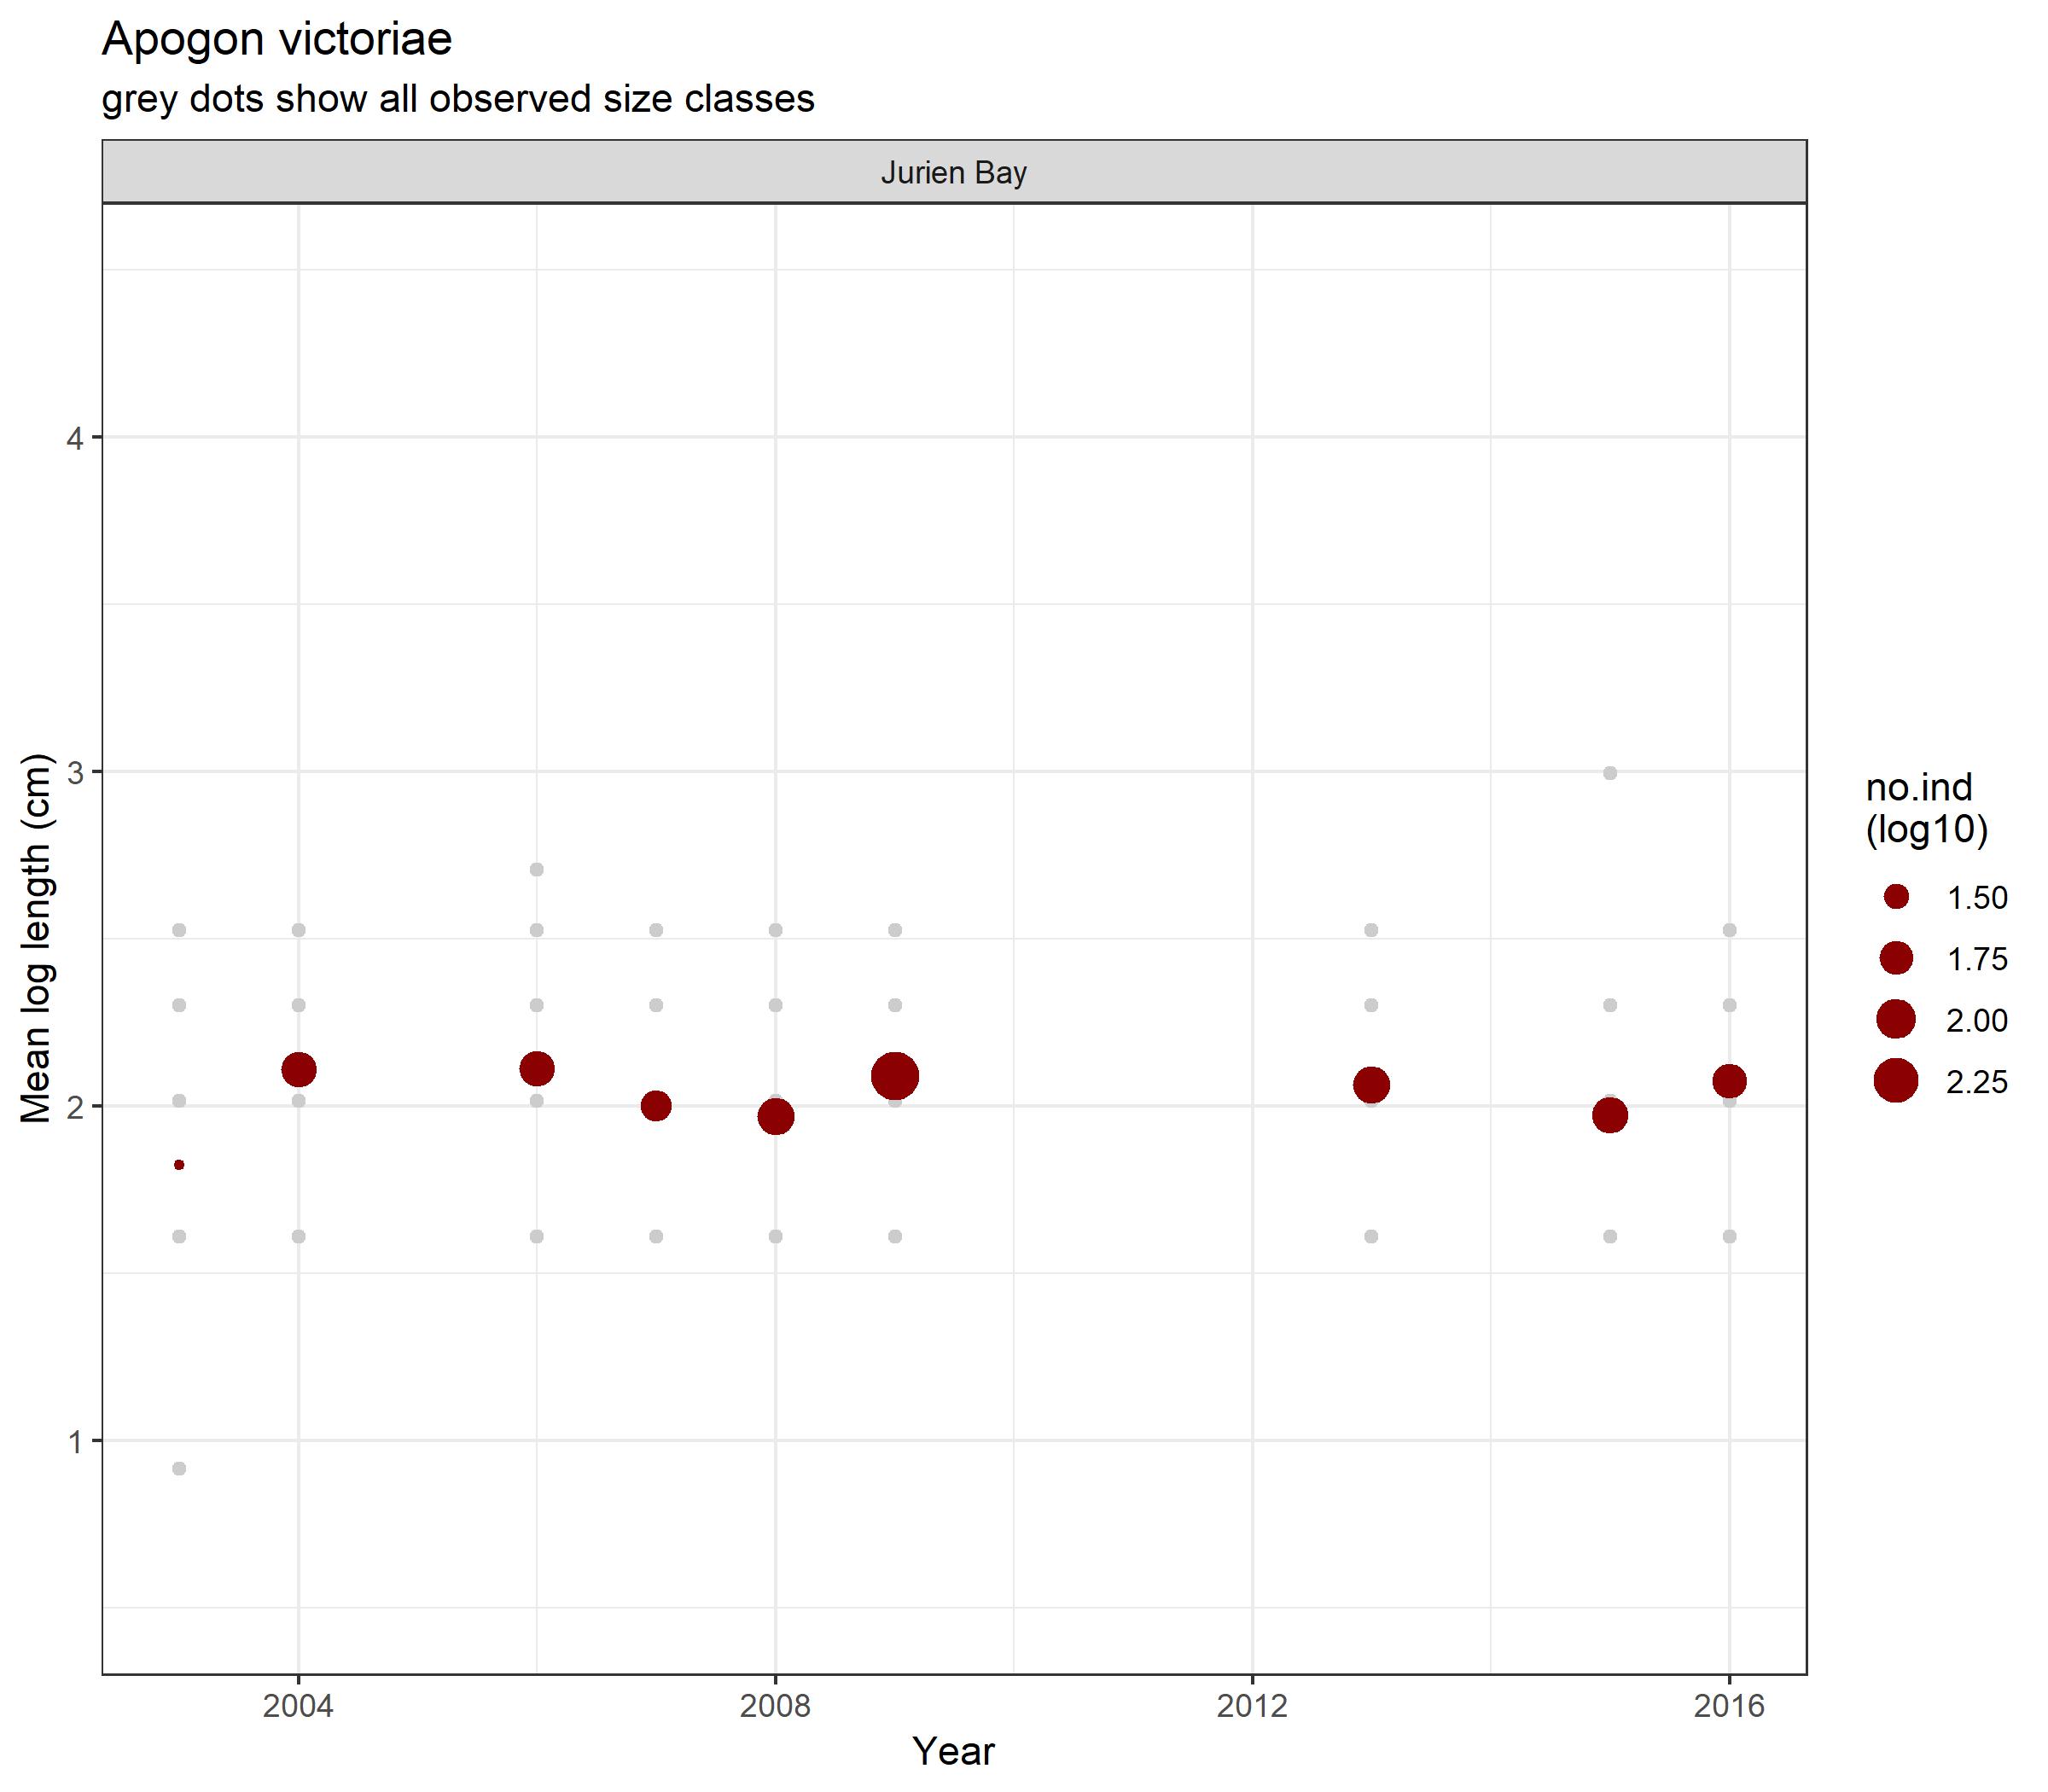 Apogon victoriae
grey dots show all observed size classes
Jurien Bay
Mean log length (cm)
4
3
2
1
2004
2008
2012
2016
Year
no.ind
(log10)
1.50
1.75
2.00
2.25